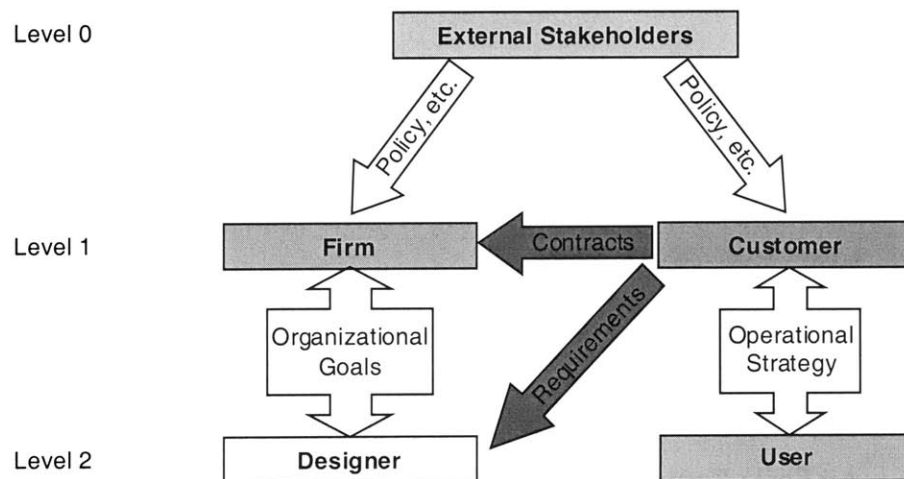 Level 0
External Stakeholders
Policy, etc.
Policy, etc.
Level 1
Firm
Contracts
Customer
Organizational
Goals
Requirements
Operational
Strategy
Level 2
Designer
User